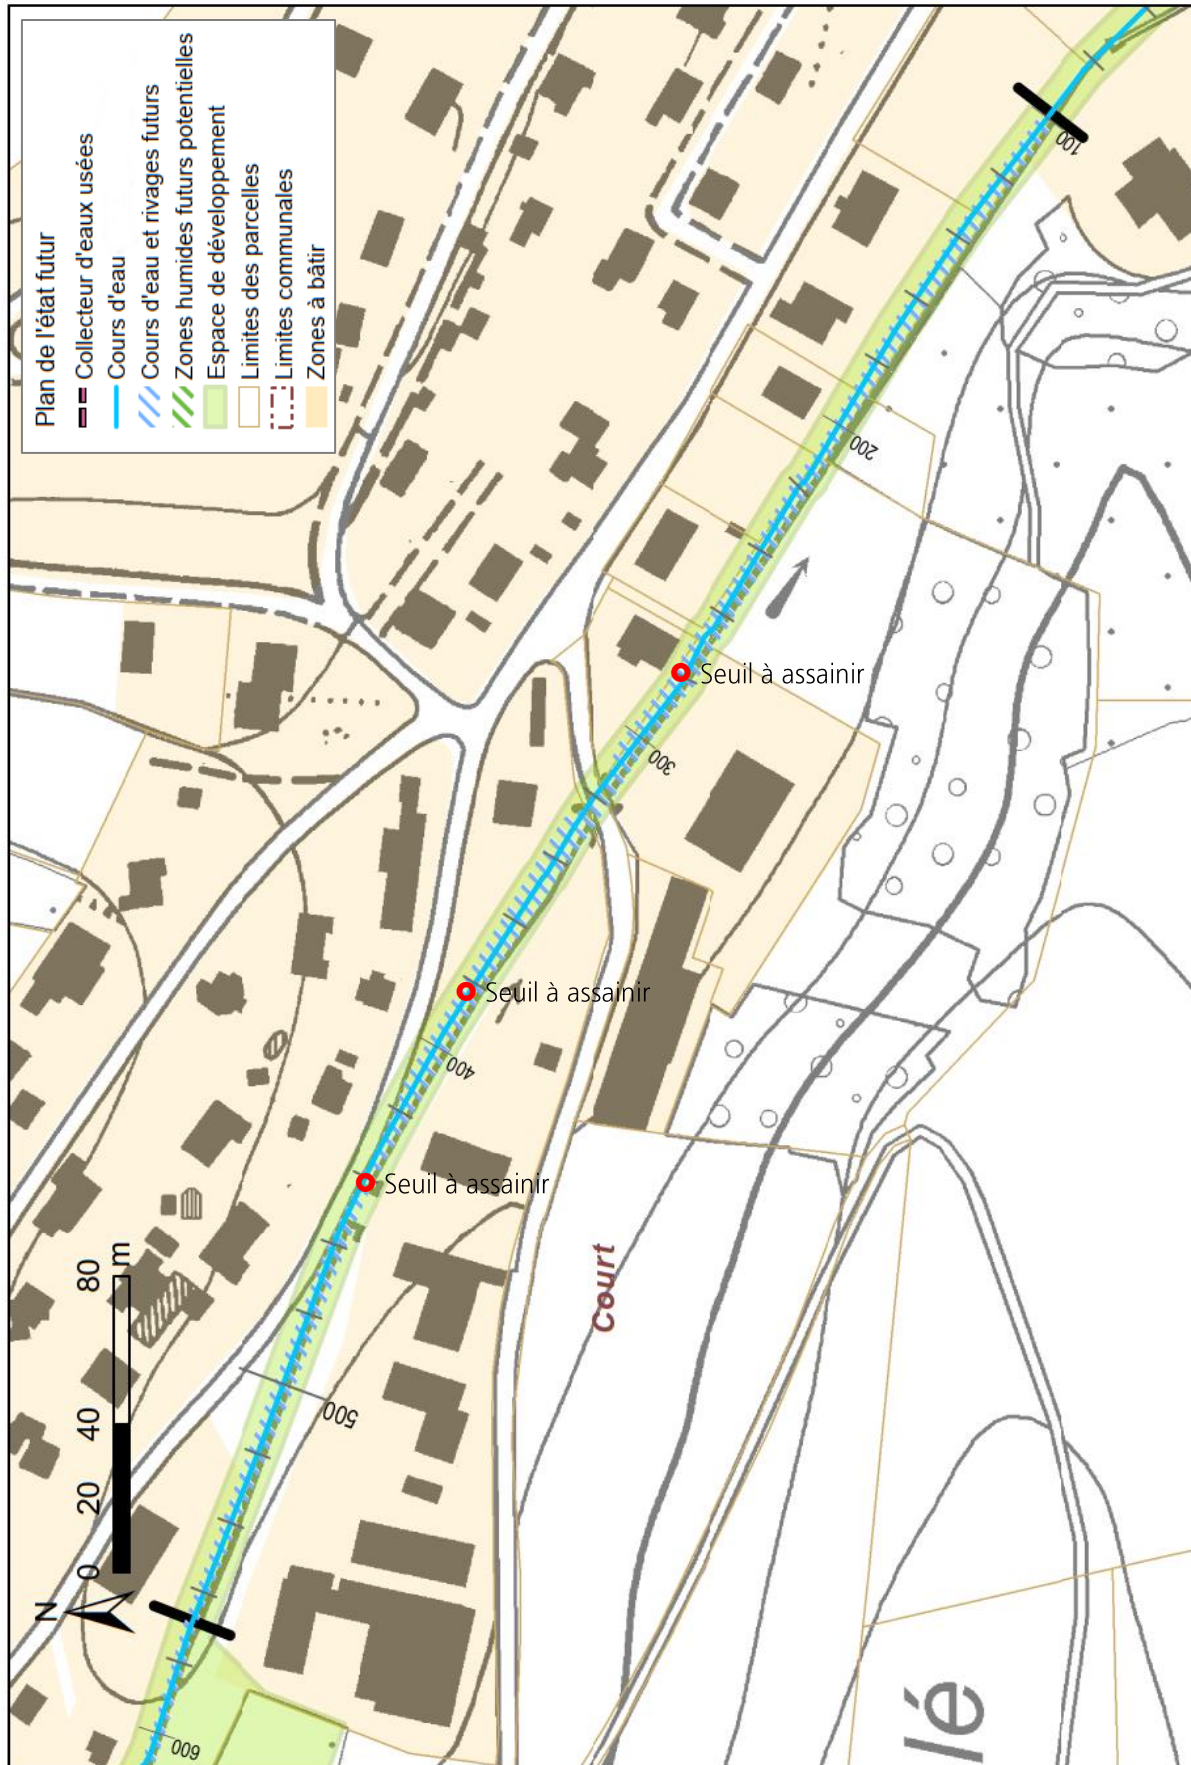 Plan de l'état futur
Collecteur d'eaux usées
Cours d'eau
Cours d'eau et rivages futurs
Zones humides futurs potentielles
Espace de développement
Limites des parcelles
Limites communales
Zones à bâtir
100
200
Seuil à assainir
300
Seuil à assainir
400
Seuil à assainir
Court
500
0 20 40 80 m
N
600
lé